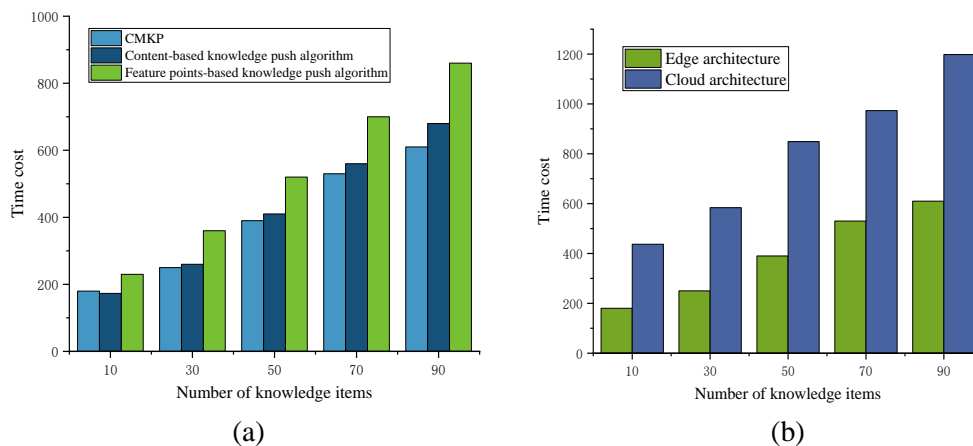 1000
800
600
400
200
0
Time cost
CMKP
Content-based knowledge push algorithm
Feature points-based knowledge push algorithm
10 30 50 70 90
Number of knowledge items
(a)
1200
1000
800
600
400
200
0
Time cost
Edge architecture
Cloud architecture
10 30 50 70 90
Number of knowledge items
(b)